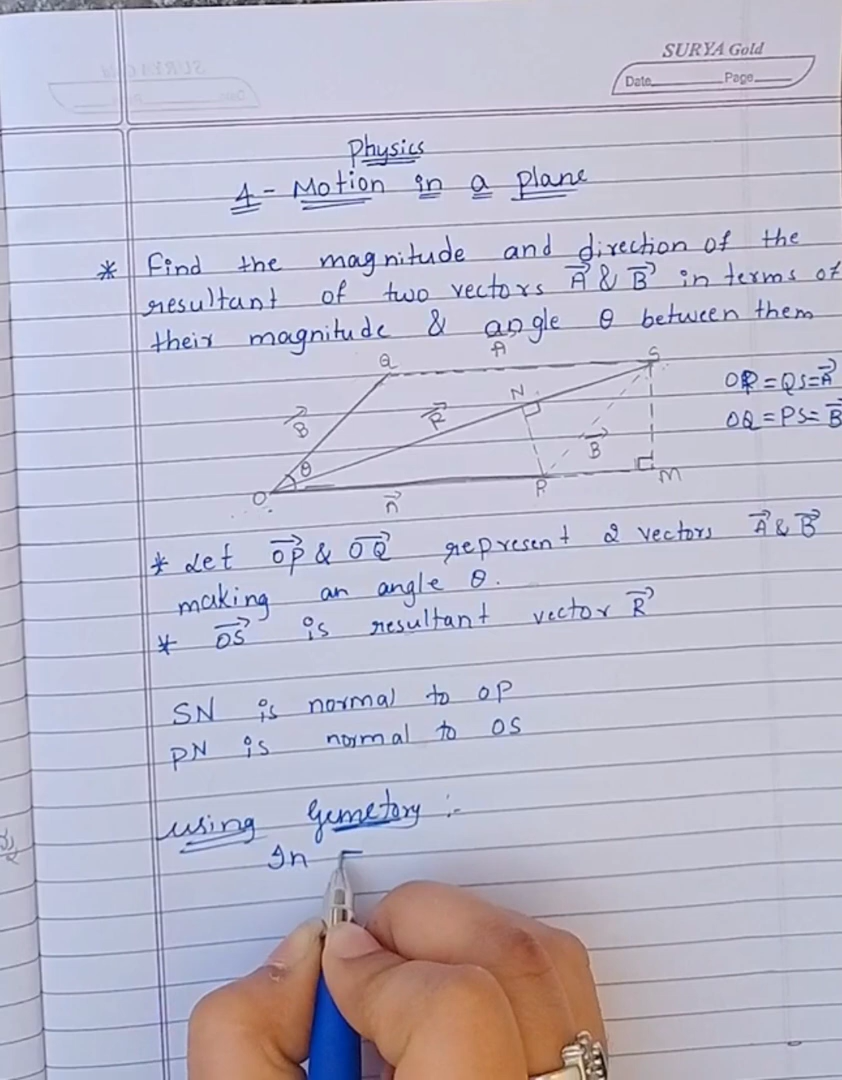 SURYA Gold
Date Page
Physics
4- Motion in a plane
* Find the magnitude and direction of the
resultant of two vectors A⃗ & B⃗ in terms of
their magnitude & angle θ between them
Q A S
OP = QS = A⃗
N
B⃗ R⃗ OQ = PS = B⃗
B⃗
θ
O P M
* Let OP⃗ & OQ⃗ represent 2 vectors A⃗ & B⃗
making an angle θ.
* OS⃗ is resultant vector R⃗
SN is normal to OP
PN is normal to OS
Using Gemetory :-
In